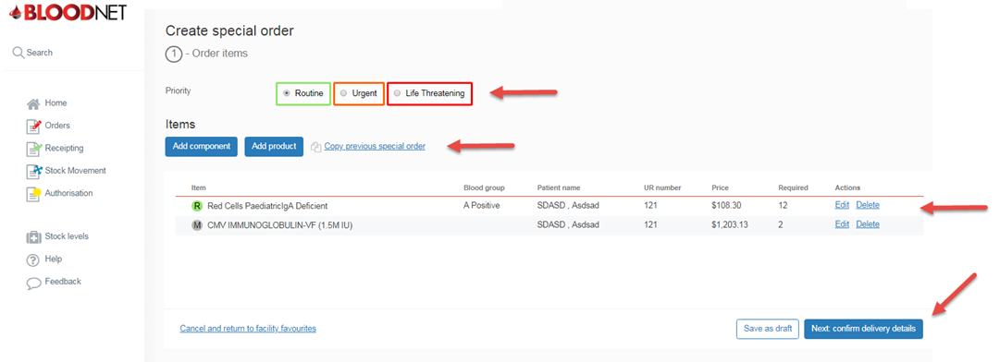 BLOODNET
Search
Home
Orders
Receipting
Stock Movement
Authorisation
Stock levels
Help
Feedback
Create special order
1 - Order items
Priority Routine Urgent Life Threatening
Items
Add component Add product Copy previous special order
Item Blood group Patient name UR number Price Required Actions
R Red Cells PaediatricIgA Deficient A Positive SDASD , Asdsad 121 $108.30 12 Edit Delete
M CMV IMMUNOGLOBULIN-VF (1.5M IU) SDASD , Asdsad 121 $1,203.13 2 Edit Delete
Cancel and return to facility favourites Save as draft Next: confirm delivery details